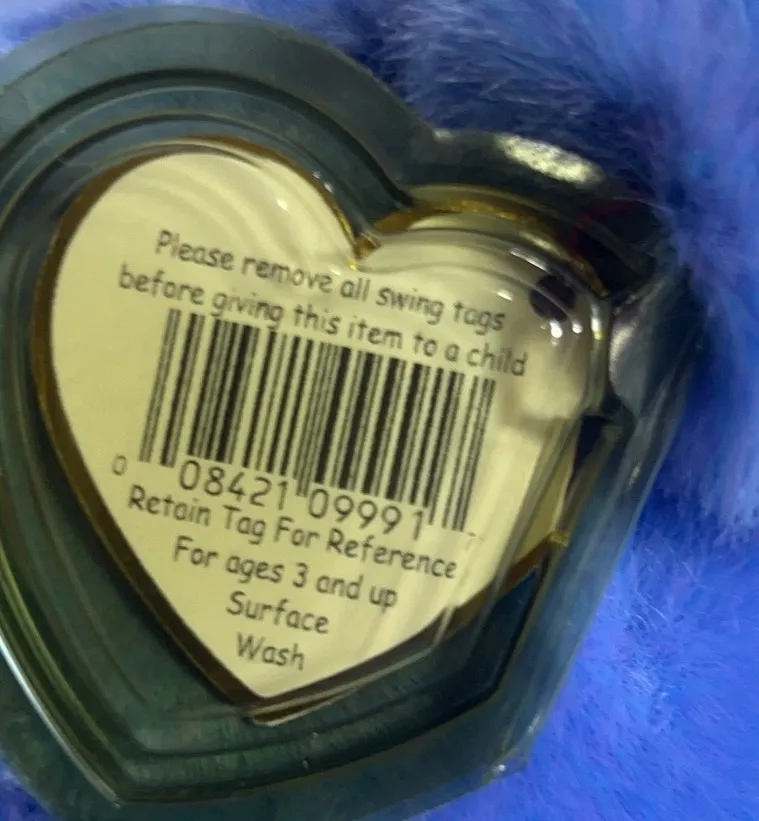 Please remove all swing tags
before giving this item to a child
0 08421 09991
Retain Tag For Reference
For ages 3 and up
Surface
Wash